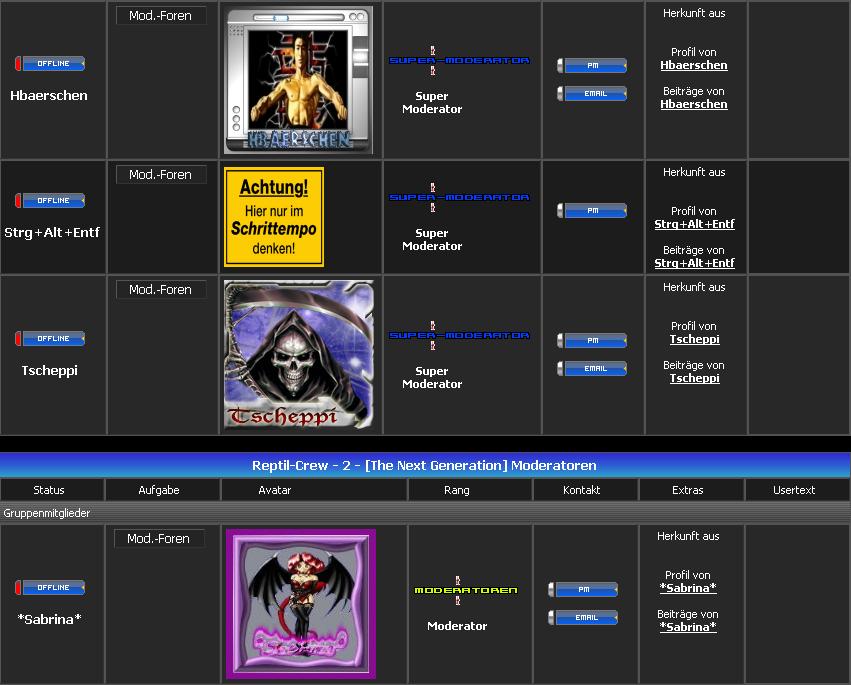 Mod.-Foren
Herkunft aus
OFFLINE
Hbaerschen
HBAERSCHEN
SUPER-MODERATOR
Super
Moderator
PM
EMAIL
Profil von
Hbaerschen
Beiträge von
Hbaerschen
Mod.-Foren
Herkunft aus
OFFLINE
Strg+Alt+Entf
Achtung!
Hier nur im
Schrittempo
denken!
SUPER-MODERATOR
Super
Moderator
PM
Profil von
Strg+Alt+Entf
Beiträge von
Strg+Alt+Entf
Mod.-Foren
Herkunft aus
OFFLINE
Tscheppi
Tscheppi
SUPER-MODERATOR
Super
Moderator
PM
EMAIL
Profil von
Tscheppi
Beiträge von
Tscheppi
Reptil-Crew - 2 - [The Next Generation] Moderatoren
Status Aufgabe Avatar Rang Kontakt Extras Usertext
Gruppenmitglieder
Mod.-Foren
Herkunft aus
OFFLINE
*Sabrina*
Sabrina
MODERATOREN
Moderator
PM
EMAIL
Profil von
*Sabrina*
Beiträge von
*Sabrina*